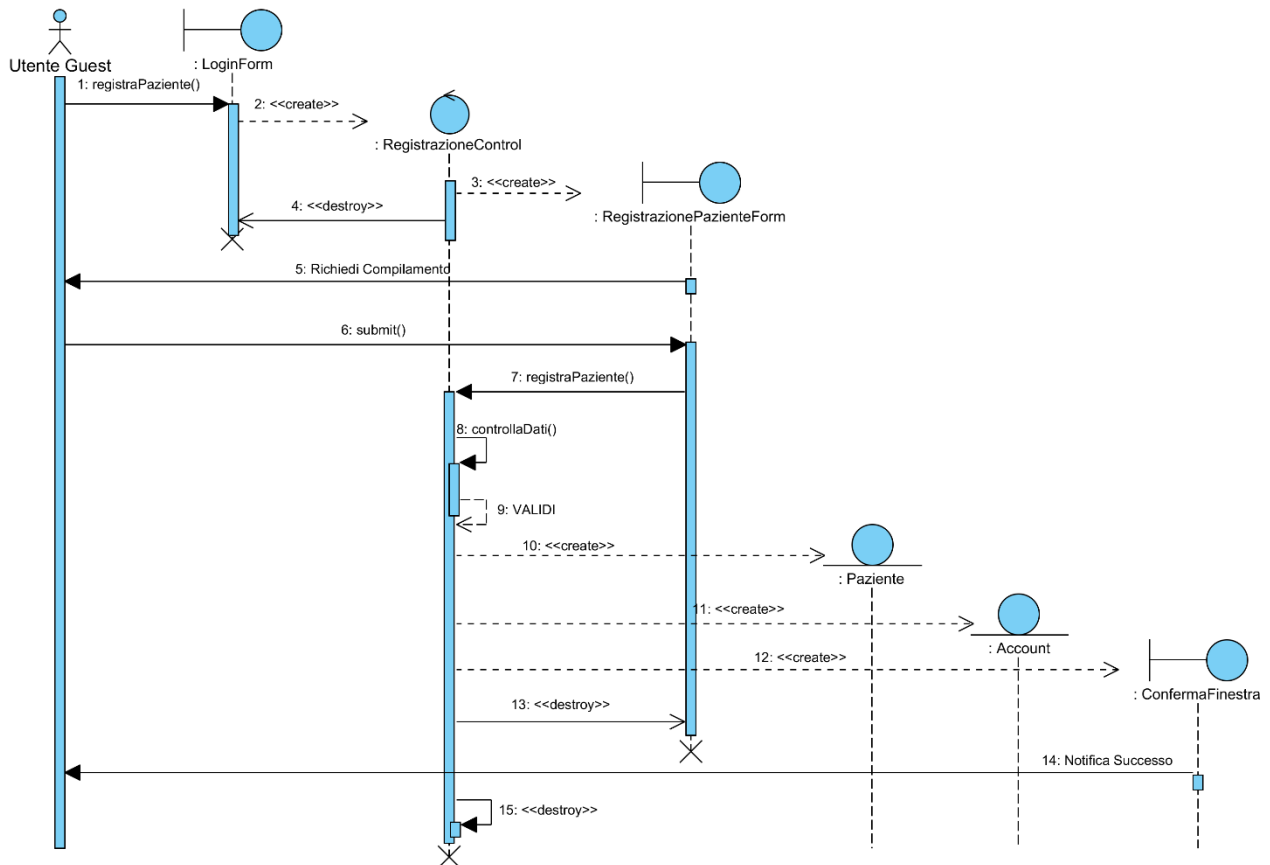 Utente Guest
: LoginForm
1: registraPaziente()
2: <<create>>
: RegistrazioneControl
3: <<create>>
: RegistrazionePazienteForm
4: <<destroy>>
5: Richiedi Compilamento
6: submit()
7: registraPaziente()
8: controllaDati()
9: VALIDI
10: <<create>>
: Paziente
11: <<create>>
: Account
12: <<create>>
: ConfermaFinestra
13: <<destroy>>
14: Notifica Successo
15: <<destroy>>